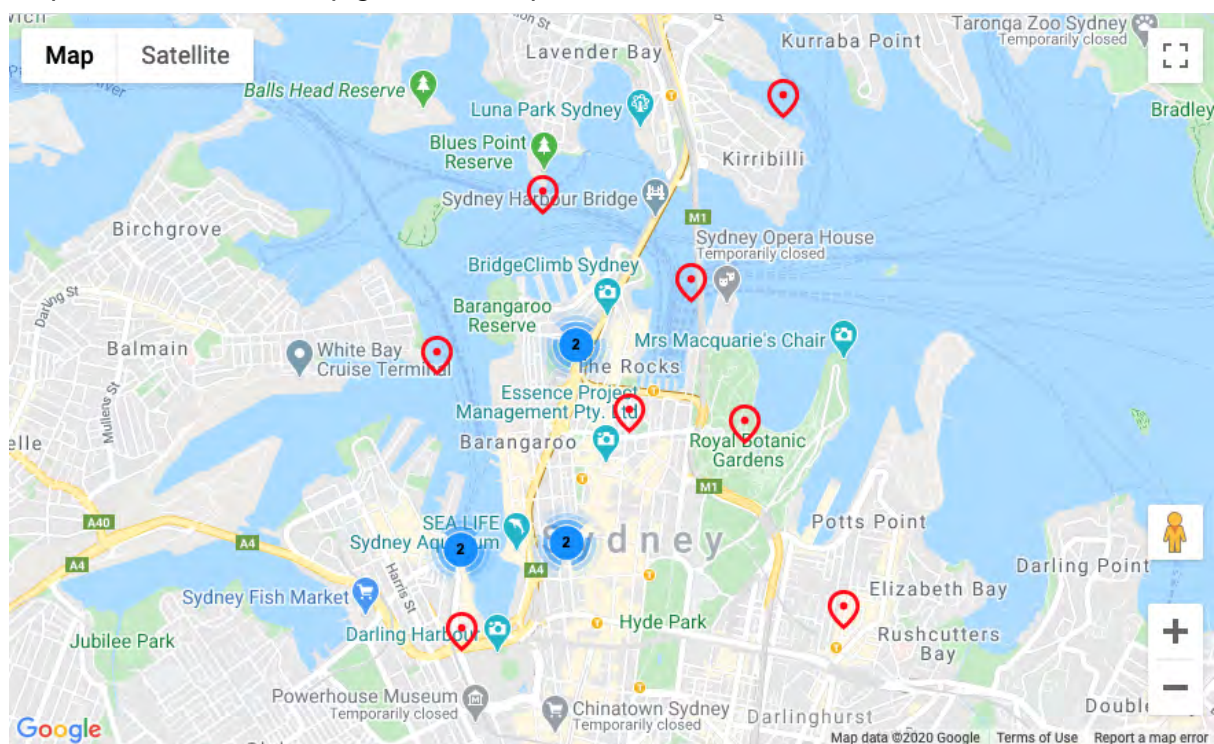 Map Satellite
Lavender Bay
Kurraba Point
Taronga Zoo Sydney
Temporarily closed
Balls Head Reserve
Luna Park Sydney
Bradley
Blues Point
Reserve
Kirribilli
Sydney Harbour Bridge
M1
Birchgrove
Sydney Opera House
Temporarily closed
BridgeClimb Sydney
Darling St
Barangaroo
Reserve
2
Mrs Macquarie's Chair
Balmain
White Bay
Cruise Terminal
The Rocks
Essence Project
Management Pty. Ltd
Mullens St
elle
Barangaroo
Royal Botanic
Gardens
M1
A40
SEA LIFE
Sydney Aquarium
2
2
Sydney
Potts Point
A4
A4
A4
Harris St
Darling Point
Elizabeth Bay
Sydney Fish Market
Jubilee Park
Darling Harbour
Hyde Park
Rushcutters
Bay
Powerhouse Museum
Temporarily closed
Chinatown Sydney
Temporarily closed
Darlinghurst
Double
Google
Map data ©2020 Google Terms of Use Report a map error